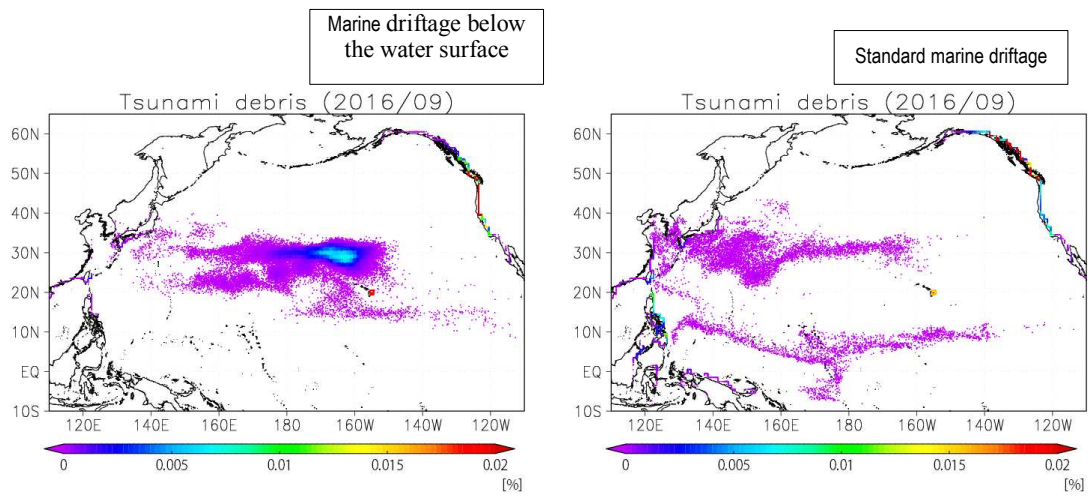 Marine driftage below
the water surface
Standard marine driftage
Tsunami debris (2016/09)
60N
50N
40N
30N
20N
10N
EQ
10S
120E
140E
160E
180
160W
140W
120W
0
0.005
0.01
0.015
0.02
[%]
Tsunami debris (2016/09)
60N
50N
40N
30N
20N
10N
EQ
10S
120E
140E
160E
180
160W
140W
120W
0
0.005
0.01
0.015
0.02
[%]